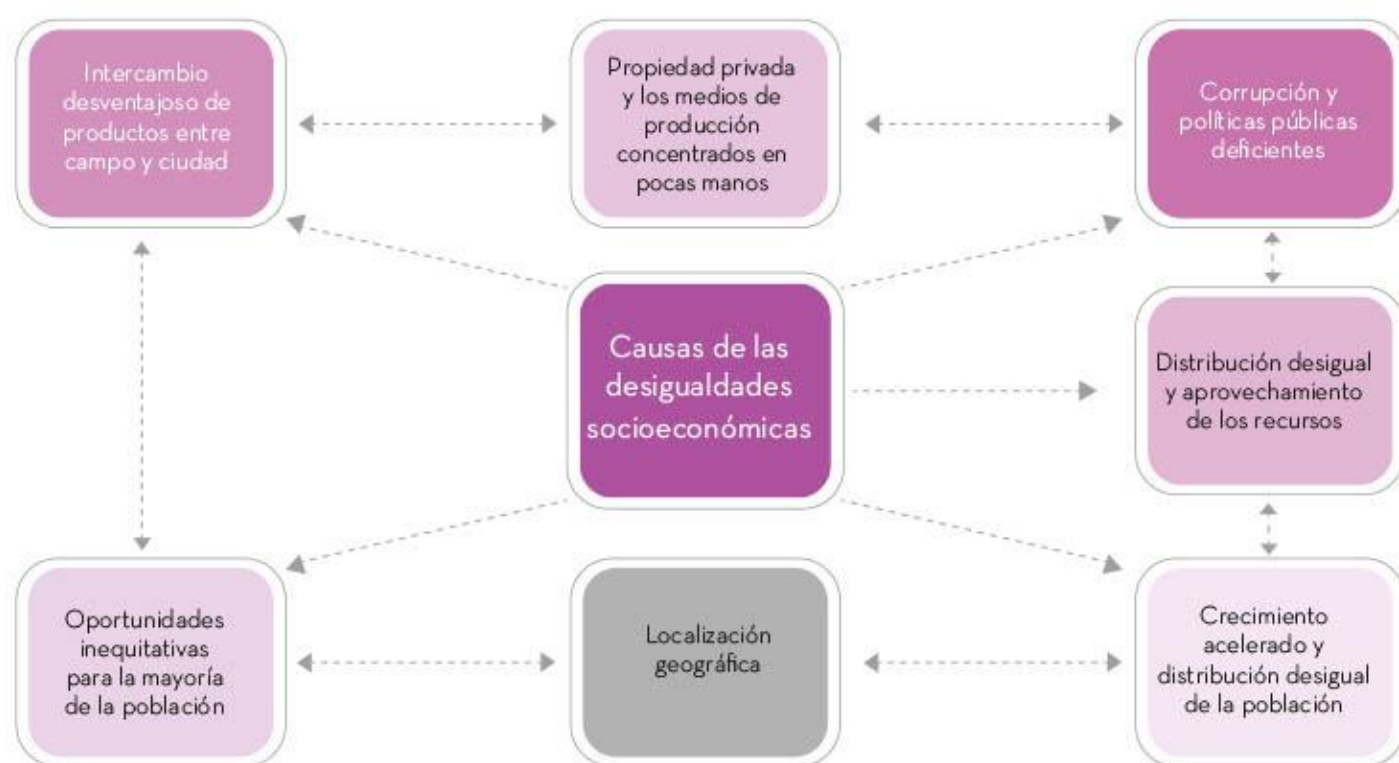 Intercambio
desventajoso de
productos entre
campo y ciudad
Propiedad privada
y los medios de
producción
concentrados en
pocas manos
Corrupción y
políticas públicas
deficientes
Causas de las
desigualdades
socioeconómicas
Distribución desigual
y aprovechamiento
de los recursos
Oportunidades
inequitativas
para la mayoría
de la población
Localización
geográfica
Crecimiento
acelerado y
distribución desigual
de la población